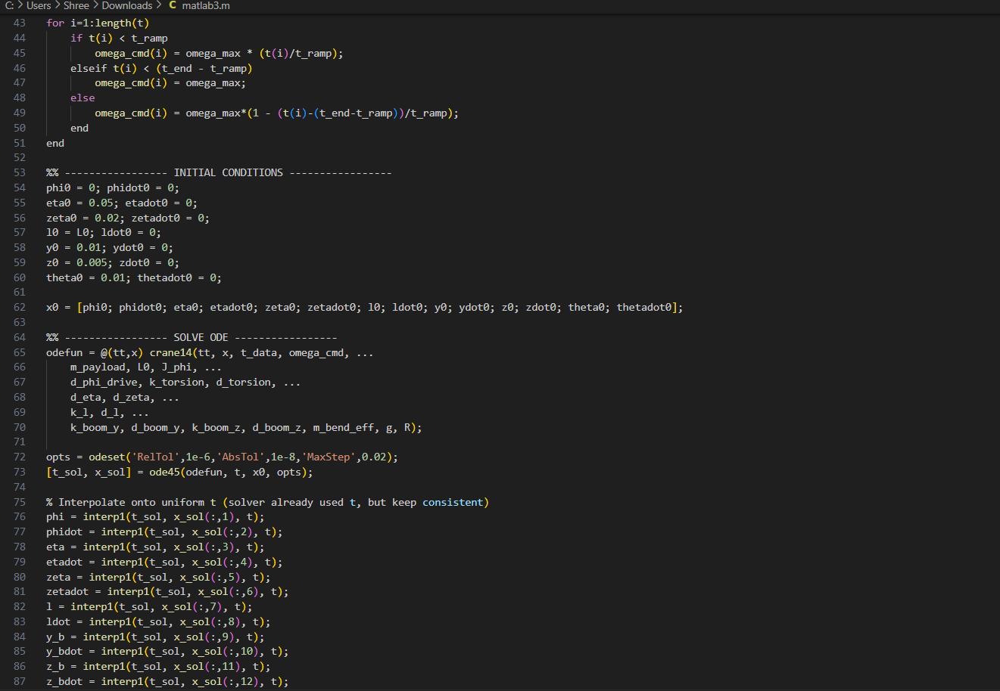 C: > Users > Shree > Downloads > C matlab3.m
43 for i=1:length(t)
44     if t(i) < t_ramp
45         omega_cmd(i) = omega_max * (t(i)/t_ramp);
46     elseif t(i) < (t_end - t_ramp)
47         omega_cmd(i) = omega_max;
48     else
49         omega_cmd(i) = omega_max*(1 - (t(i)-(t_end-t_ramp))/t_ramp);
50     end
51 end
52
53 %% ----------------- INITIAL CONDITIONS -----------------
54 phi0 = 0; phidot0 = 0;
55 eta0 = 0.05; etadot0 = 0;
56 zeta0 = 0.02; zetadot0 = 0;
57 l0 = L0; ldot0 = 0;
58 y0 = 0.01; ydot0 = 0;
59 z0 = 0.005; zdot0 = 0;
60 theta0 = 0.01; thetadot0 = 0;
61
62 x0 = [phi0; phidot0; eta0; etadot0; zeta0; zetadot0; l0; ldot0; y0; ydot0; z0; zdot0; theta0; thetadot0];
63
64 %% ----------------- SOLVE ODE -----------------
65 odefun = @(tt,x) crane14(tt, x, t_data, omega_cmd, ...
66     m_payload, L0, J_phi, ...
67     d_phi_drive, k_torsion, d_torsion, ...
68     d_eta, d_zeta, ...
69     k_l, d_l, ...
70     k_boom_y, d_boom_y, k_boom_z, d_boom_z, m_bend_eff, g, R);
71
72 opts = odeset('RelTol',1e-6,'AbsTol',1e-8,'MaxStep',0.02);
73 [t_sol, x_sol] = ode45(odefun, t, x0, opts);
74
75 % Interpolate onto uniform t (solver already used t, but keep consistent)
76 phi = interp1(t_sol, x_sol(:,1), t);
77 phidot = interp1(t_sol, x_sol(:,2), t);
78 eta = interp1(t_sol, x_sol(:,3), t);
79 etadot = interp1(t_sol, x_sol(:,4), t);
80 zeta = interp1(t_sol, x_sol(:,5), t);
81 zetadot = interp1(t_sol, x_sol(:,6), t);
82 l = interp1(t_sol, x_sol(:,7), t);
83 ldot = interp1(t_sol, x_sol(:,8), t);
84 y_b = interp1(t_sol, x_sol(:,9), t);
85 y_bdot = interp1(t_sol, x_sol(:,10), t);
86 z_b = interp1(t_sol, x_sol(:,11), t);
87 z_bdot = interp1(t_sol, x_sol(:,12), t);